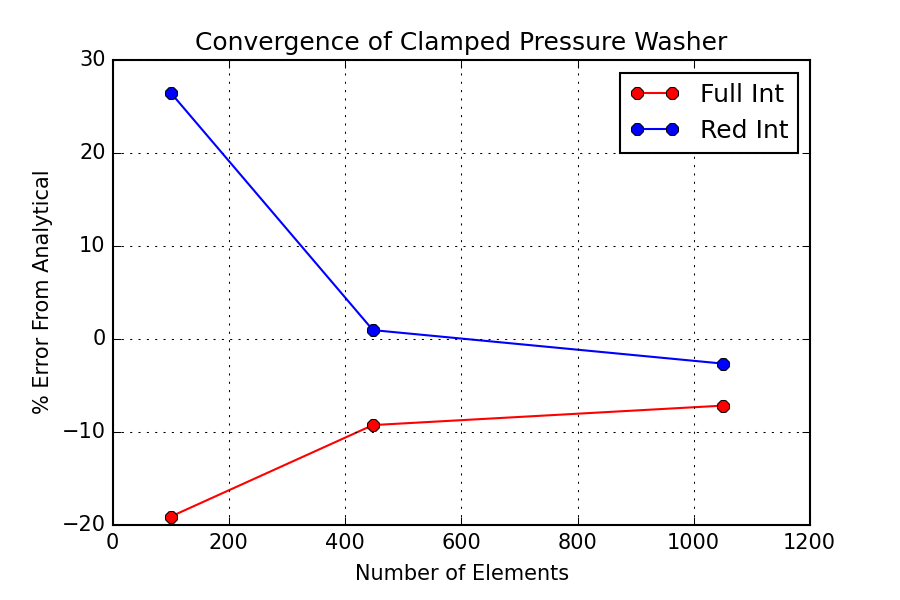 Convergence of Clamped Pressure Washer
30
20
10
0
−10
−20
% Error From Analytical
Full Int
Red Int
0 200 400 600 800 1000 1200
Number of Elements